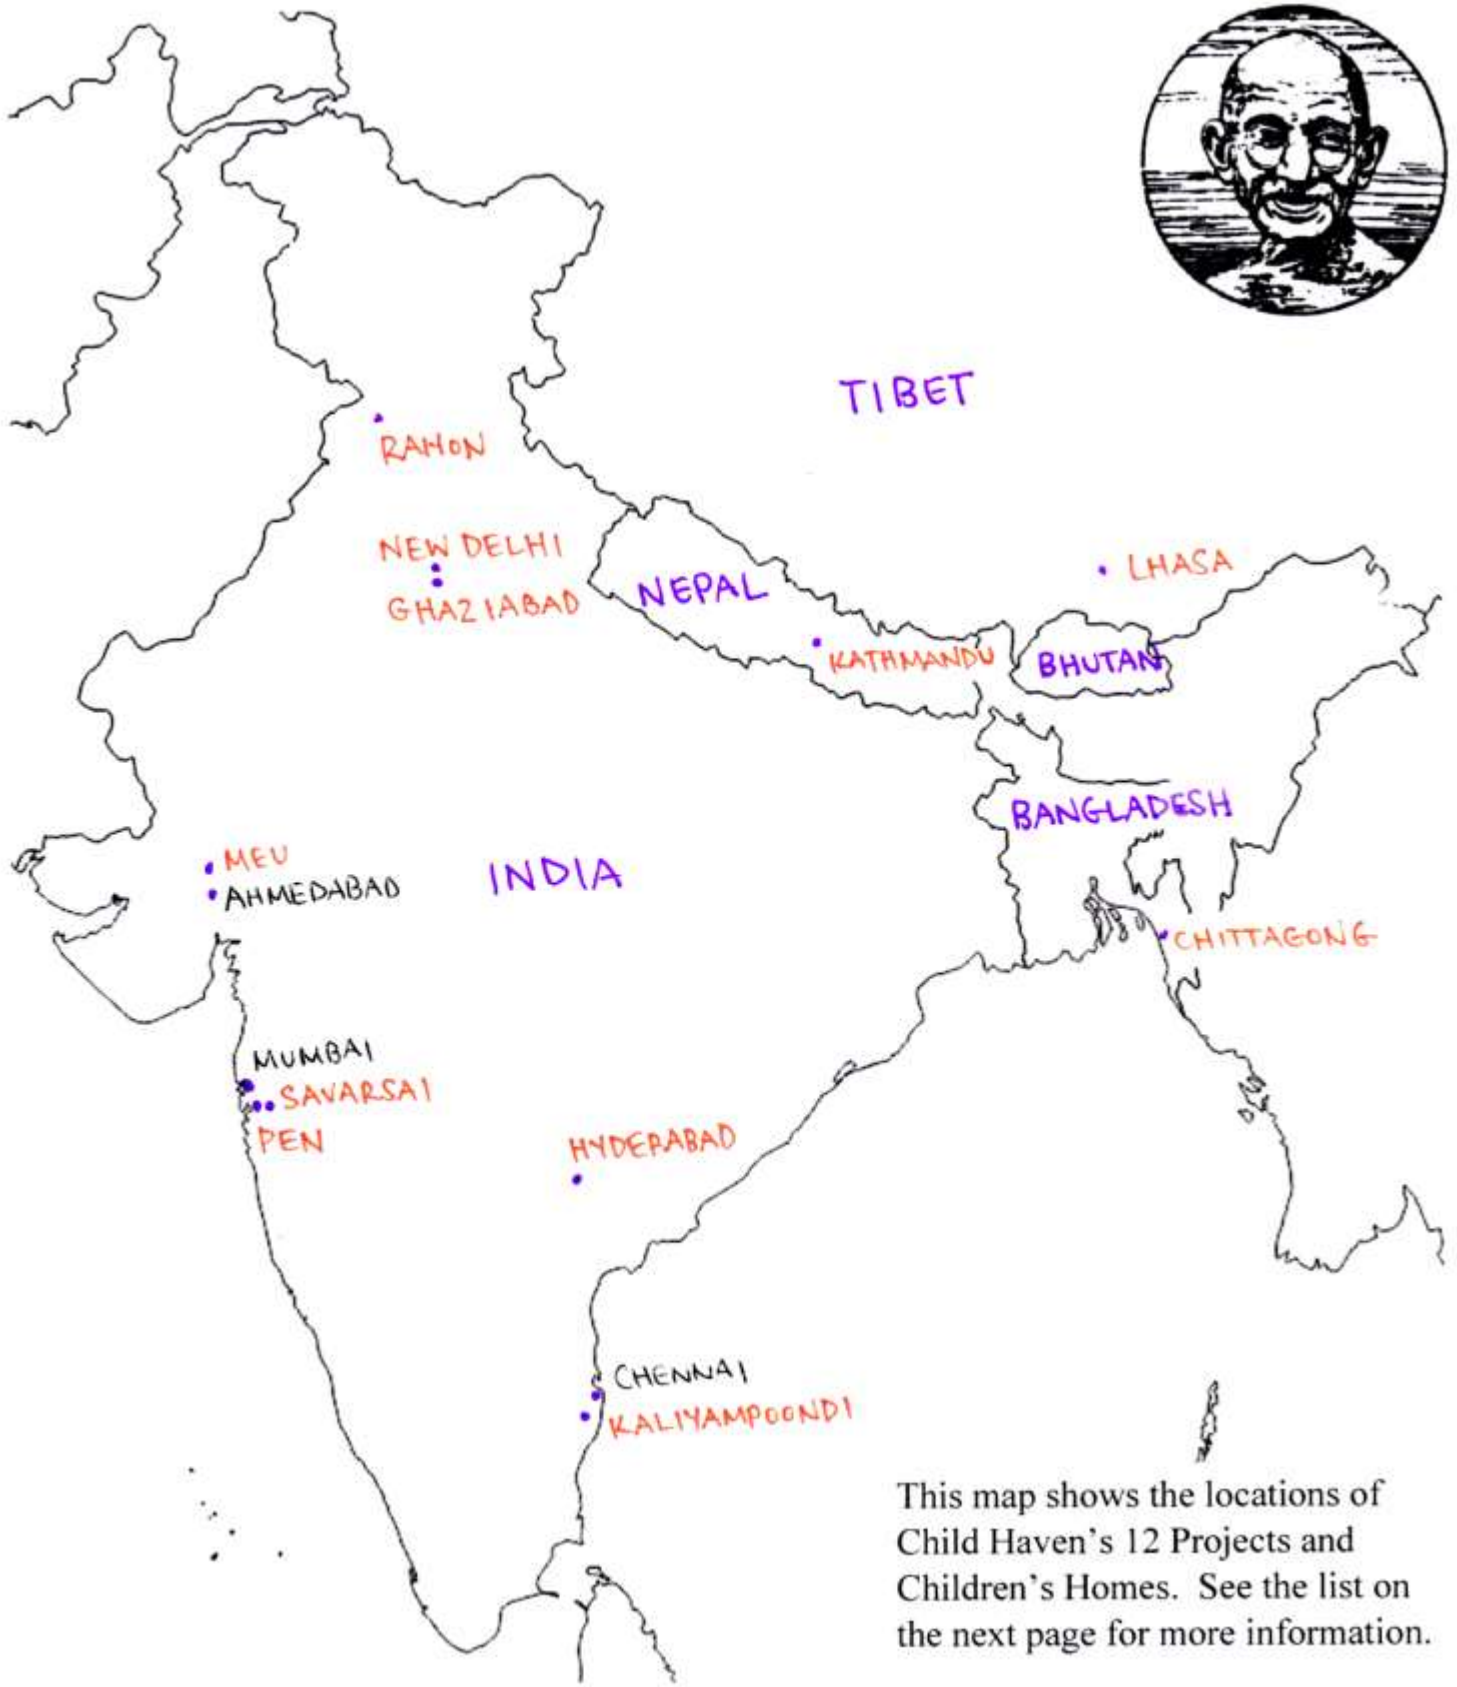 TIBET
RAHON
NEW DELHI
GHAZIABAD
NEPAL
LHASA
KATHMANDU
BHUTAN
BANGLADESH
MEU
AHMEDABAD
INDIA
CHITTAGONG
MUMBAI
SAVARSAI
PEN
HYDERABAD
CHENNAI
KALIYAMPOONDI
This map shows the locations of
Child Haven's 12 Projects and
Children's Homes. See the list on
the next page for more information.